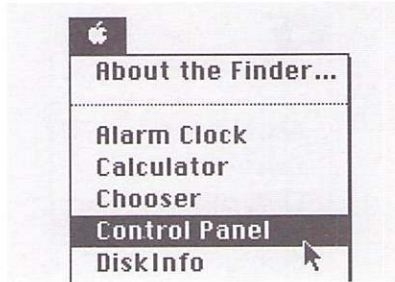 About the Finder...
Alarm Clock
Calculator
Chooser
Control Panel
DiskInfo